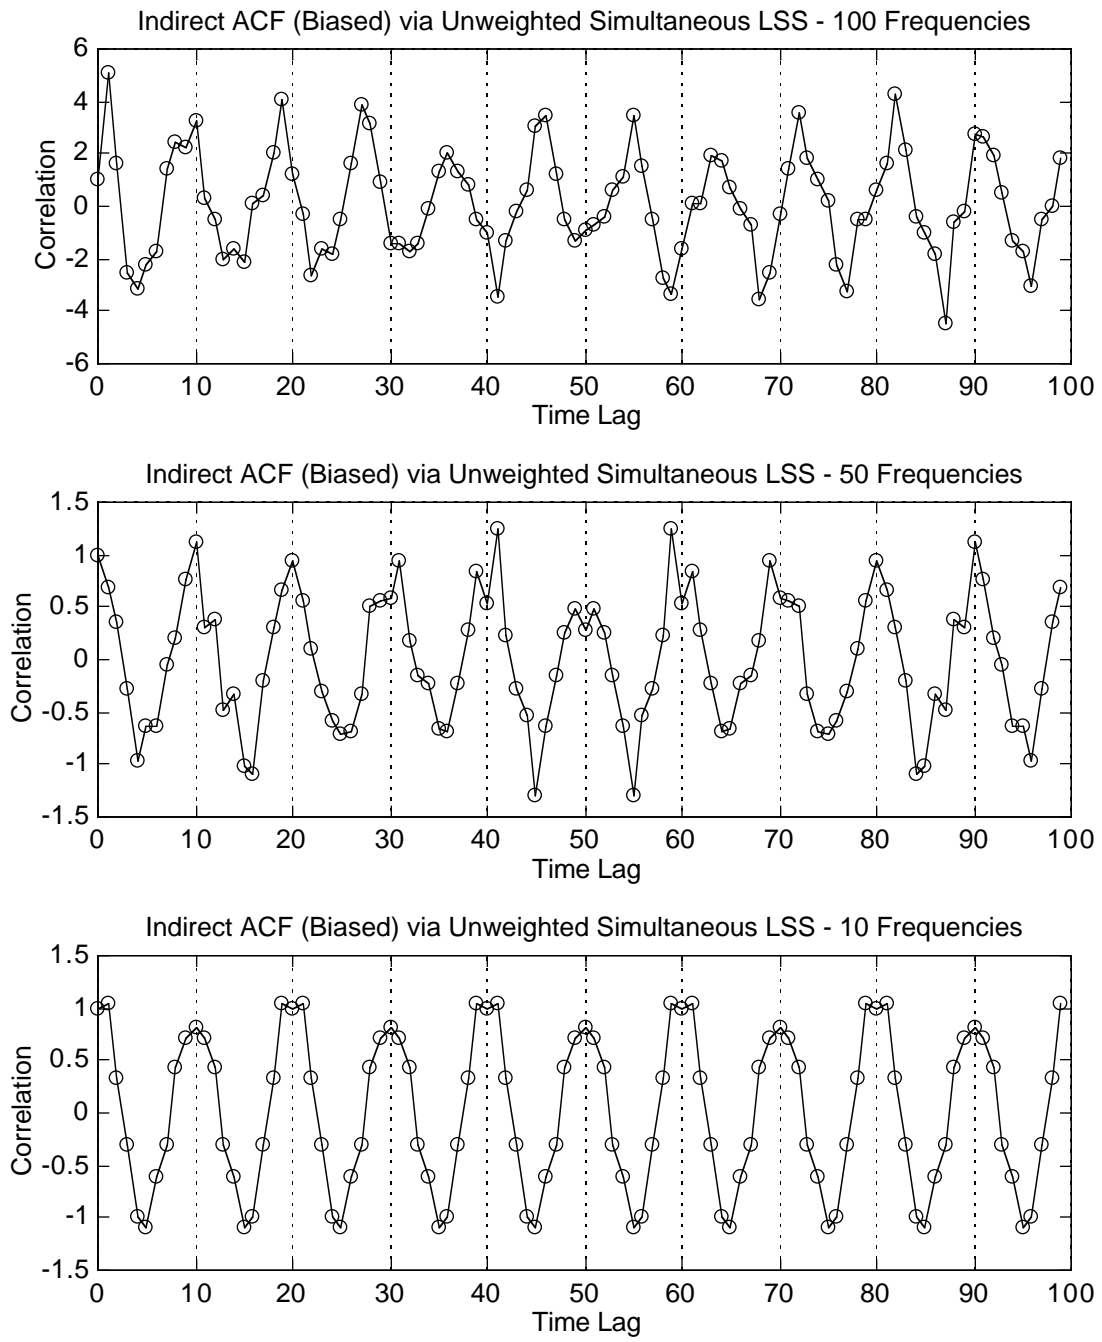 Indirect ACF (Biased) via Unweighted Simultaneous LSS - 100 Frequencies
6
4
2
0
-2
-4
-6
Correlation
0 10 20 30 40 50 60 70 80 90 100
Time Lag
Indirect ACF (Biased) via Unweighted Simultaneous LSS - 50 Frequencies
1.5
1
0.5
0
-0.5
-1
-1.5
Correlation
0 10 20 30 40 50 60 70 80 90 100
Time Lag
Indirect ACF (Biased) via Unweighted Simultaneous LSS - 10 Frequencies
1.5
1
0.5
0
-0.5
-1
-1.5
Correlation
0 10 20 30 40 50 60 70 80 90 100
Time Lag